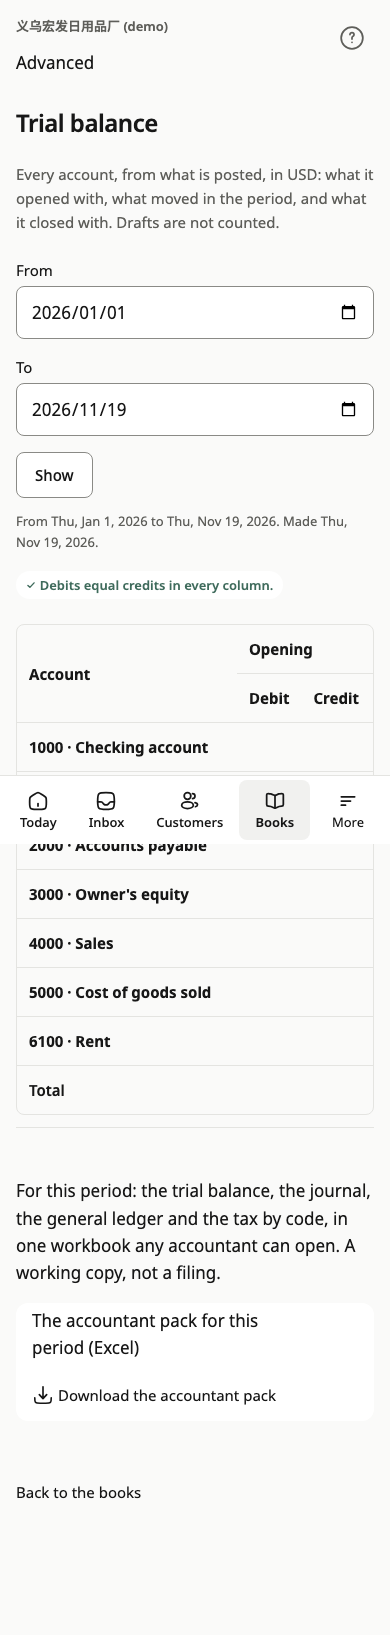 义乌宏发日用品厂 (demo)
Advanced
Trial balance
Every account, from what is posted, in USD: what it
opened with, what moved in the period, and what
it closed with. Drafts are not counted.
From
2026/01/01
To
2026/11/19
Show
From Thu, Jan 1, 2026 to Thu, Nov 19, 2026. Made Thu,
Nov 19, 2026.
Debits equal credits in every column.
Opening
Account
Debit Credit
1000 · Checking account
Today Inbox Customers Books More
2000 · Accounts payable
3000 · Owner's equity
4000 · Sales
5000 · Cost of goods sold
6100 · Rent
Total
For this period: the trial balance, the journal,
the general ledger and the tax by code, in
one workbook any accountant can open. A
working copy, not a filing.
The accountant pack for this
period (Excel)
Download the accountant pack
Back to the books